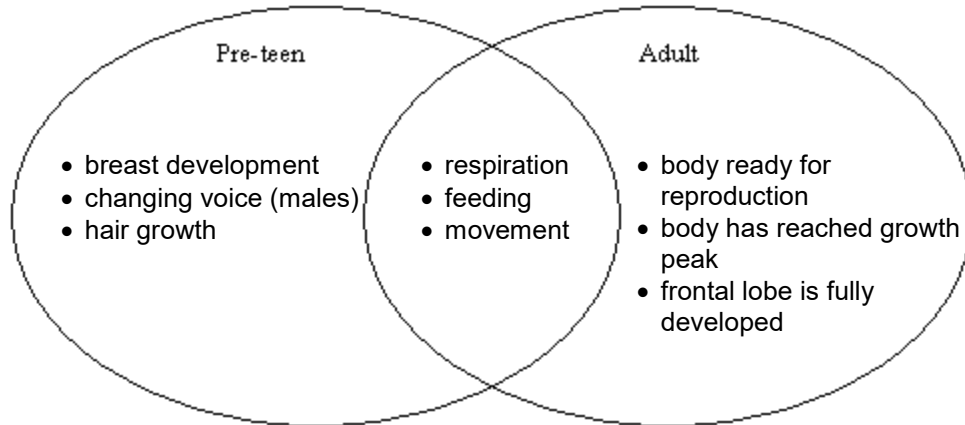 Pre-teen
Adult
• breast development
• changing voice (males)
• hair growth
• respiration
• feeding
• movement
• body ready for
reproduction
• body has reached growth
peak
• frontal lobe is fully
developed